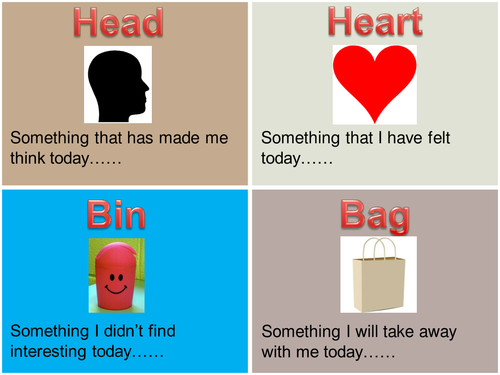 Head
Something that has made me
think today……
Heart
Something that I have felt
today……
Bin
Something I didn't find
interesting today……
Bag
Something I will take away
with me today……